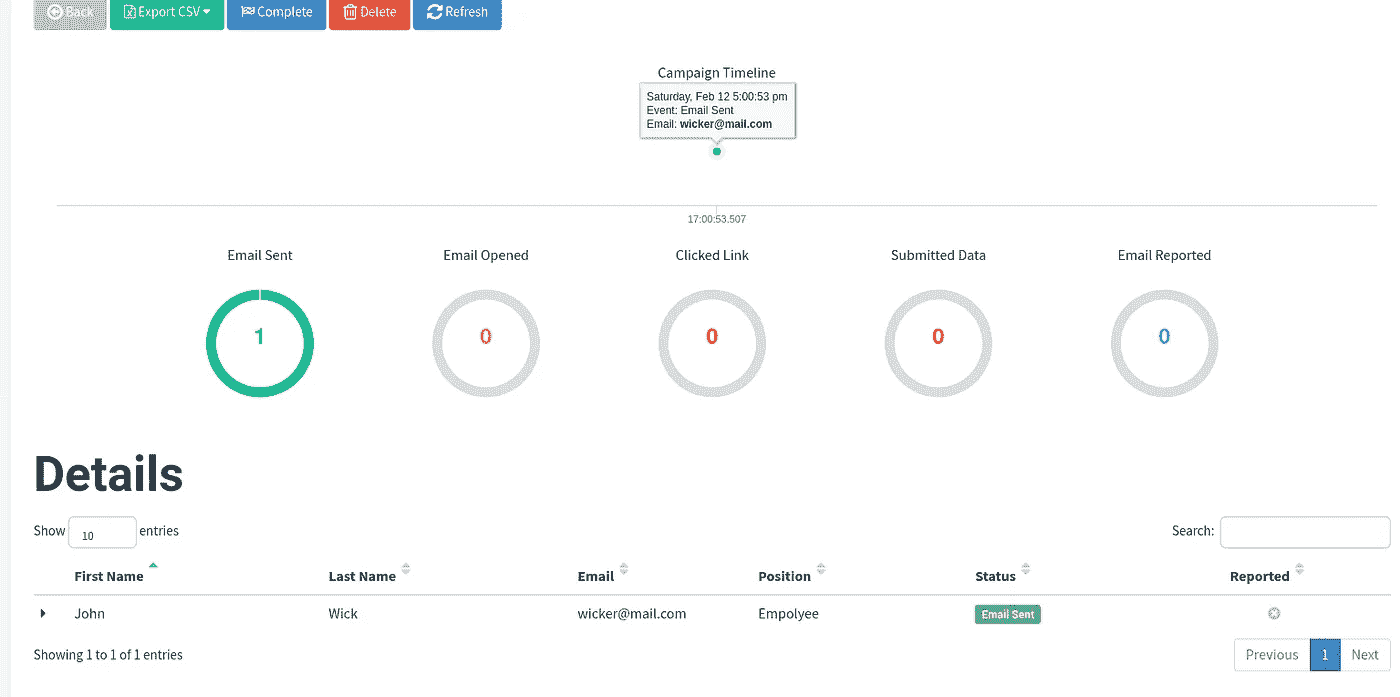 Back Export CSV Complete Delete Refresh
Campaign Timeline
Saturday, Feb 12 5:00:53 pm
Event: Email Sent
Email: wicker@mail.com
17:00:53.507
Email Sent Email Opened Clicked Link Submitted Data Email Reported
1 0 0 0 0
Details
Show 10 entries Search:
First Name Last Name Email Position Status Reported
John Wick wicker@mail.com Empolyee Email Sent
Showing 1 to 1 of 1 entries Previous 1 Next